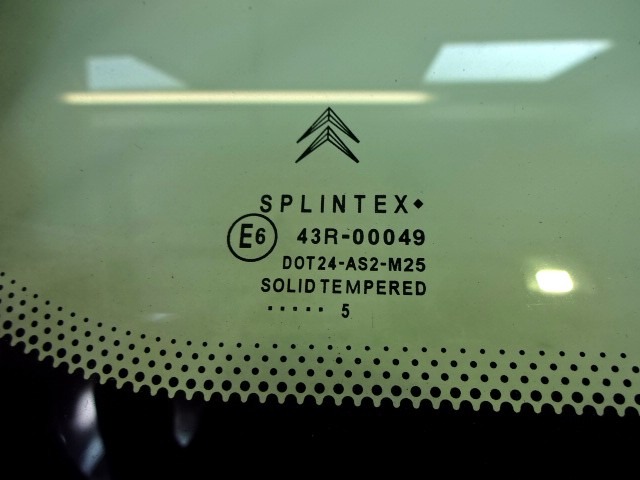 SPLINTEX◆
E6 43R-00049
DOT24-AS2-M25
SOLID TEMPERED
..... 5